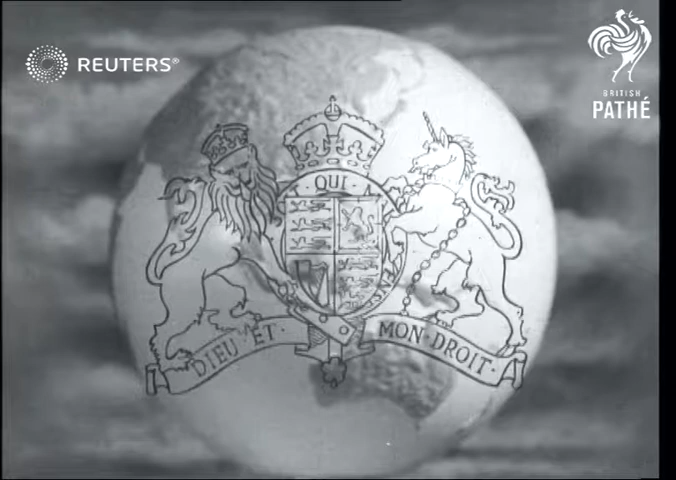 REUTERS®
BRITISH
PATHÉ
QUI
DIEU ET
MON DROIT